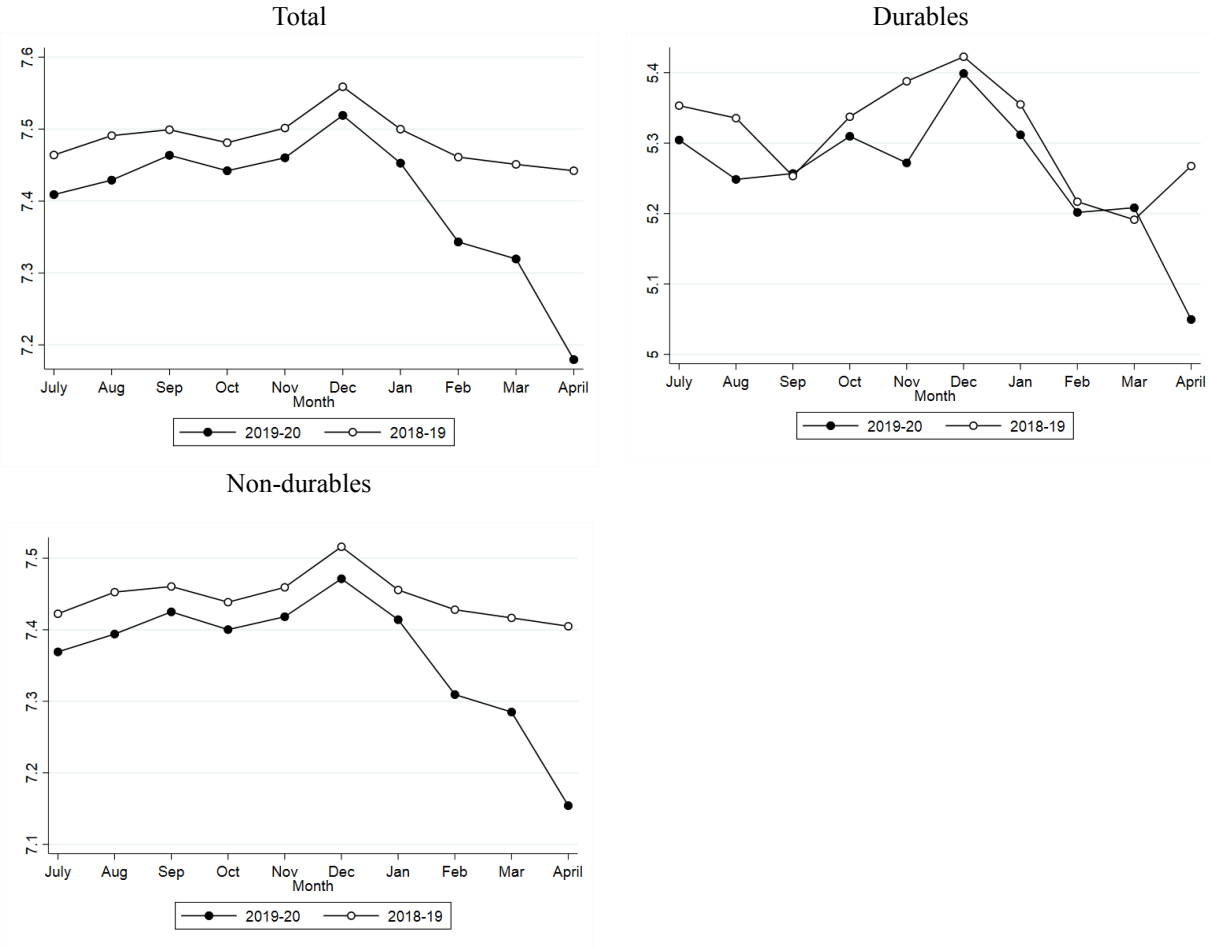 Total
7.6
7.5
7.4
7.3
7.2
July Aug Sep Oct Nov Dec Jan Feb Mar April
Month
2019-20 2018-19
Durables
5.4
5.3
5.2
5.1
5
July Aug Sep Oct Nov Dec Jan Feb Mar April
Month
2019-20 2018-19
Non-durables
7.5
7.4
7.3
7.2
7.1
July Aug Sep Oct Nov Dec Jan Feb Mar April
Month
2019-20 2018-19